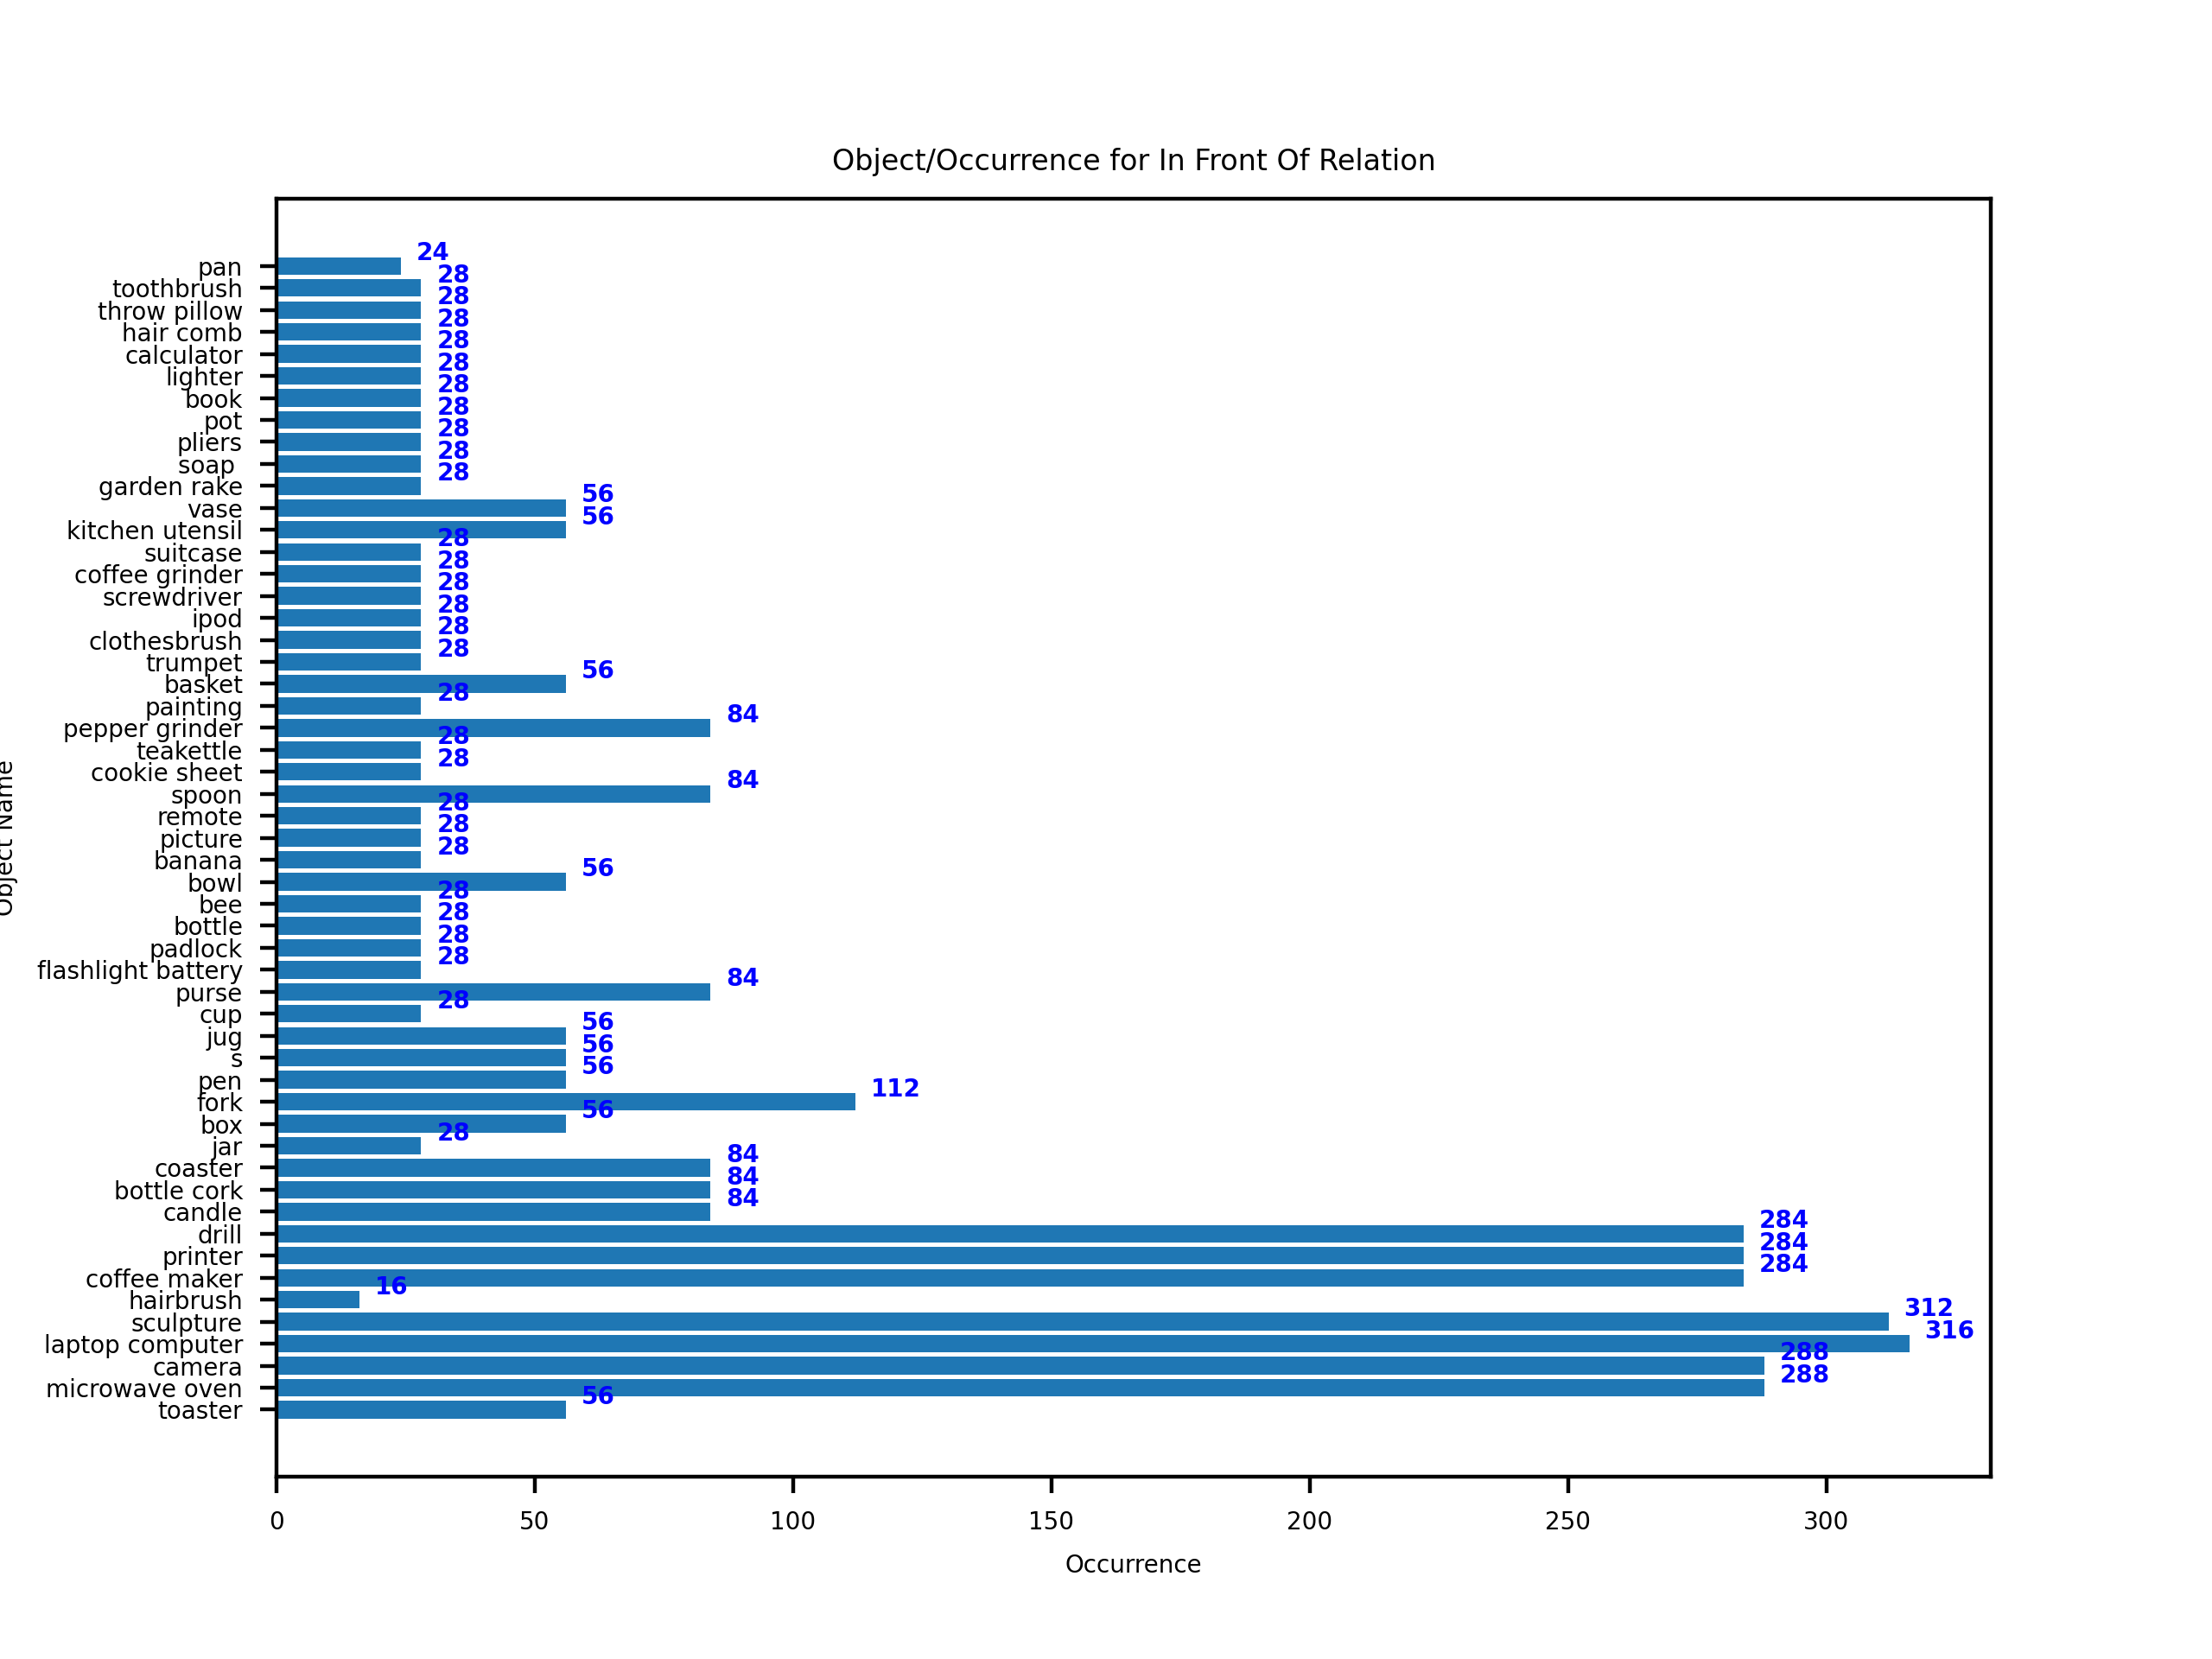 Object/Occurrence for In Front Of Relation
pan 24
toothbrush 28
throw pillow 28
hair comb 28
calculator 28
lighter 28
book 28
pot 28
pliers 28
soap 28
garden rake 28
vase 56
kitchen utensil 56
suitcase 28
coffee grinder 28
screwdriver 28
ipod 28
clothesbrush 28
trumpet 28
basket 56
painting 28
pepper grinder 84
teakettle 28
cookie sheet 28
spoon 84
remote 28
picture 28
banana 28
bowl 56
bee 28
bottle 28
padlock 28
flashlight battery 28
purse 84
cup 28
jug 56
s 56
pen 56
fork 112
box 56
jar 28
coaster 84
bottle cork 84
candle 84
drill 284
printer 284
coffee maker 284
hairbrush 16
sculpture 312
laptop computer 316
camera 288
microwave oven 288
toaster 56
Object Name
0 50 100 150 200 250 300
Occurrence